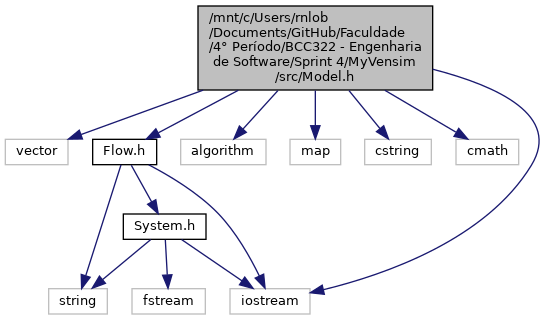 /mnt/c/Users/rnlob
/Documents/GitHub/Faculdade
/4° Período/BCC322 - Engenharia
de Software/Sprint 4/MyVensim
/src/Model.h
vector
Flow.h
algorithm
map
cstring
cmath
System.h
string
fstream
iostream